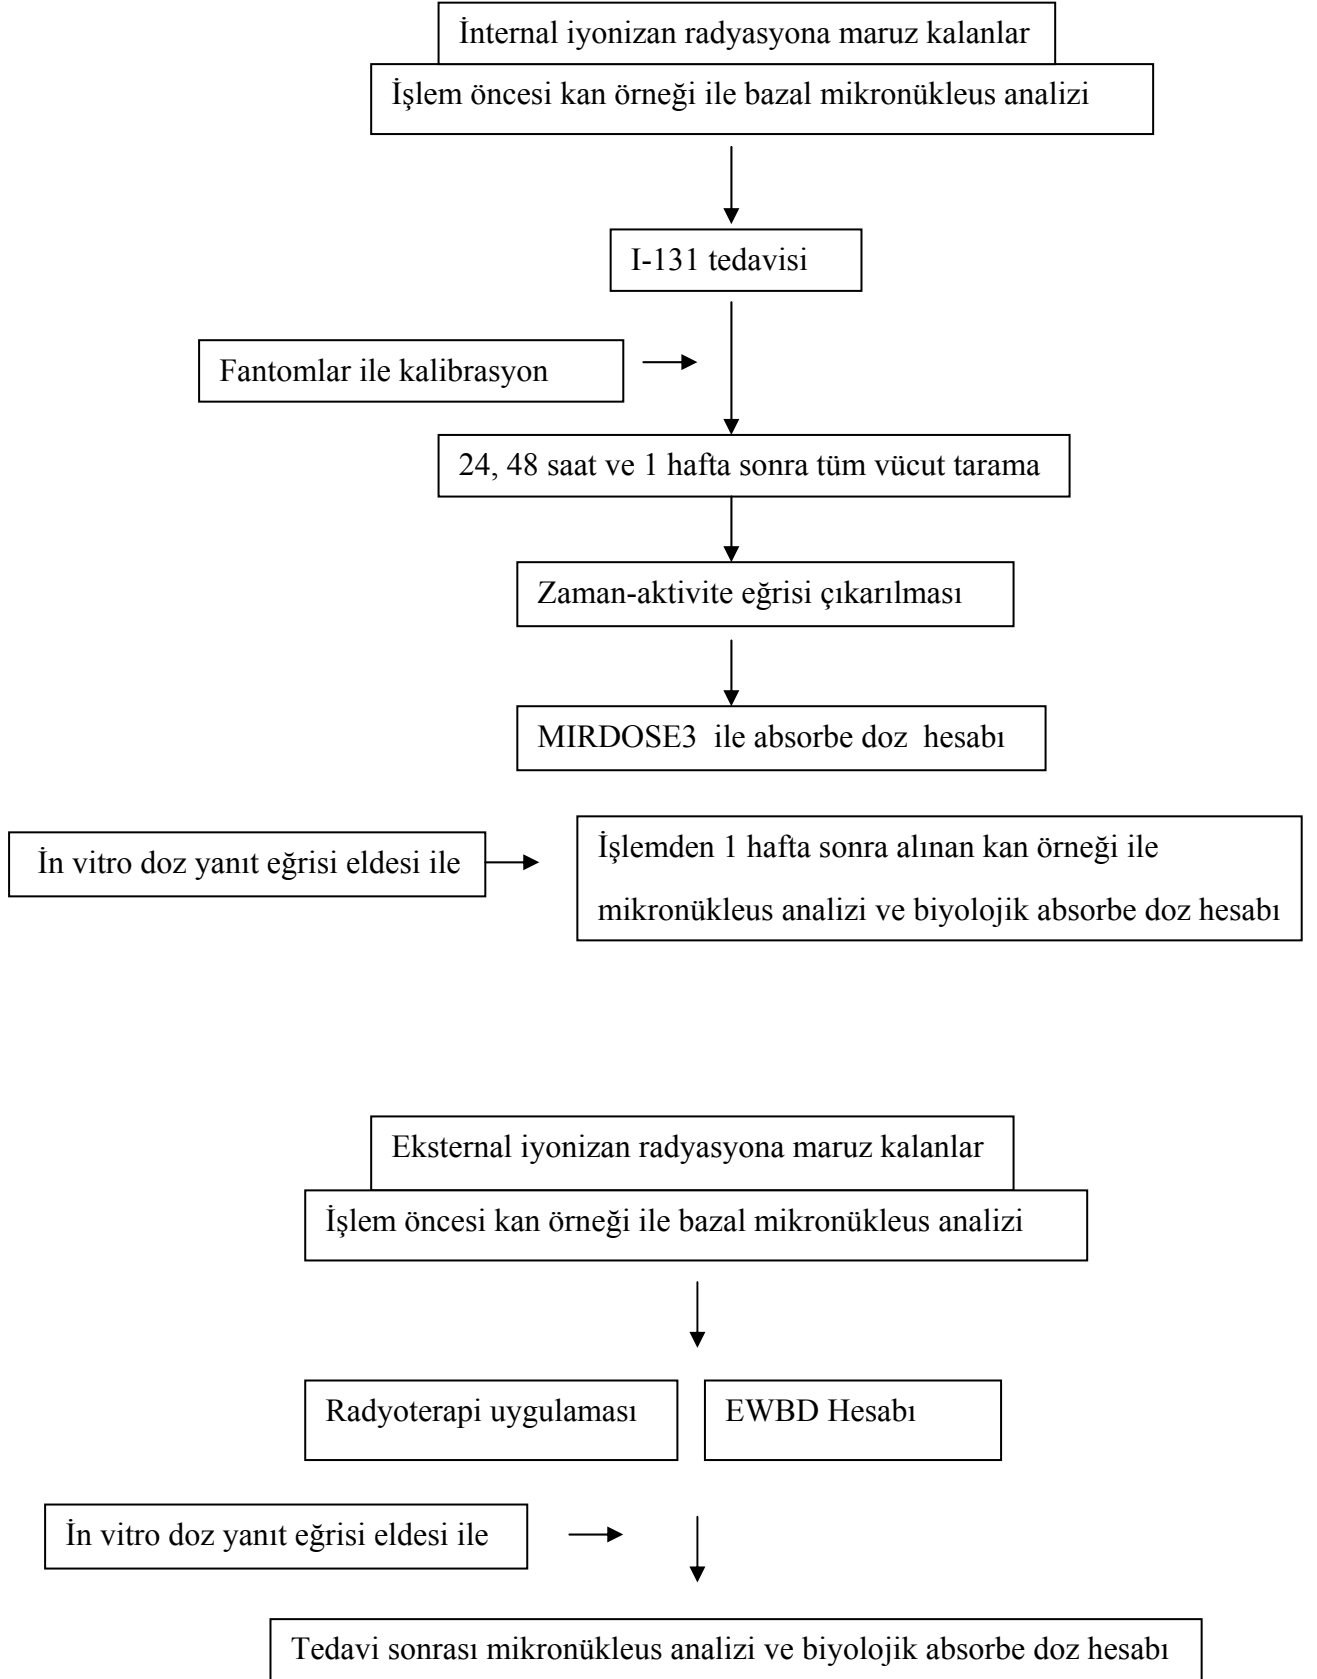 İnternal iyonizan radyasyona maruz kalanlar
İşlem öncesi kan örneği ile bazal mikronükleus analizi
I-131 tedavisi
Fantomlar ile kalibrasyon
24, 48 saat ve 1 hafta sonra tüm vücut tarama
Zaman-aktivite eğrisi çıkarılması
MIRDOSE3 ile absorbe doz hesabı
İn vitro doz yanıt eğrisi eldesi ile
İşlemden 1 hafta sonra alınan kan örneği ile
mikronükleus analizi ve biyolojik absorbe doz hesabı
Eksternal iyonizan radyasyona maruz kalanlar
İşlem öncesi kan örneği ile bazal mikronükleus analizi
Radyoterapi uygulaması
EWBD Hesabı
İn vitro doz yanıt eğrisi eldesi ile
Tedavi sonrası mikronükleus analizi ve biyolojik absorbe doz hesabı